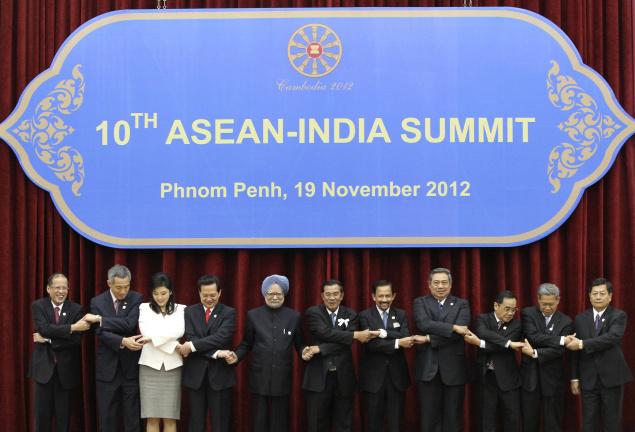 Cambodia 2012
10TH ASEAN-INDIA SUMMIT
Phnom Penh, 19 November 2012